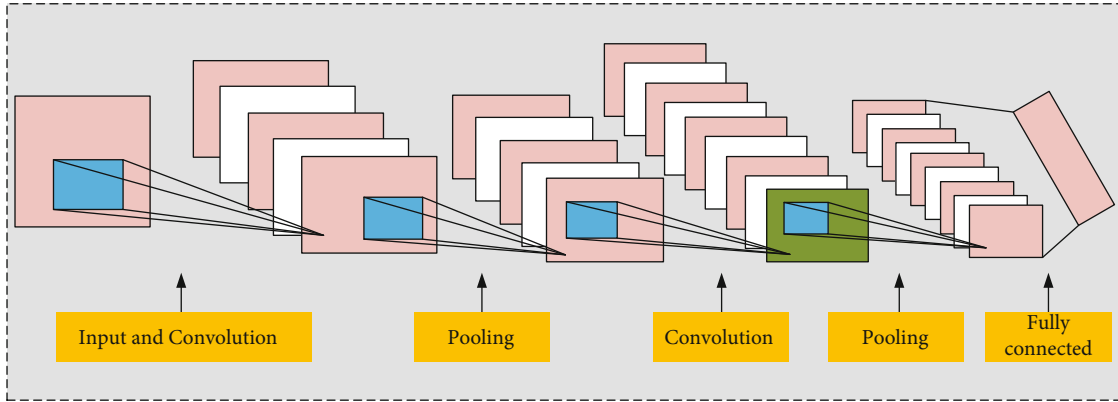 Input and Convolution
Pooling
Convolution
Pooling
Fully
connected